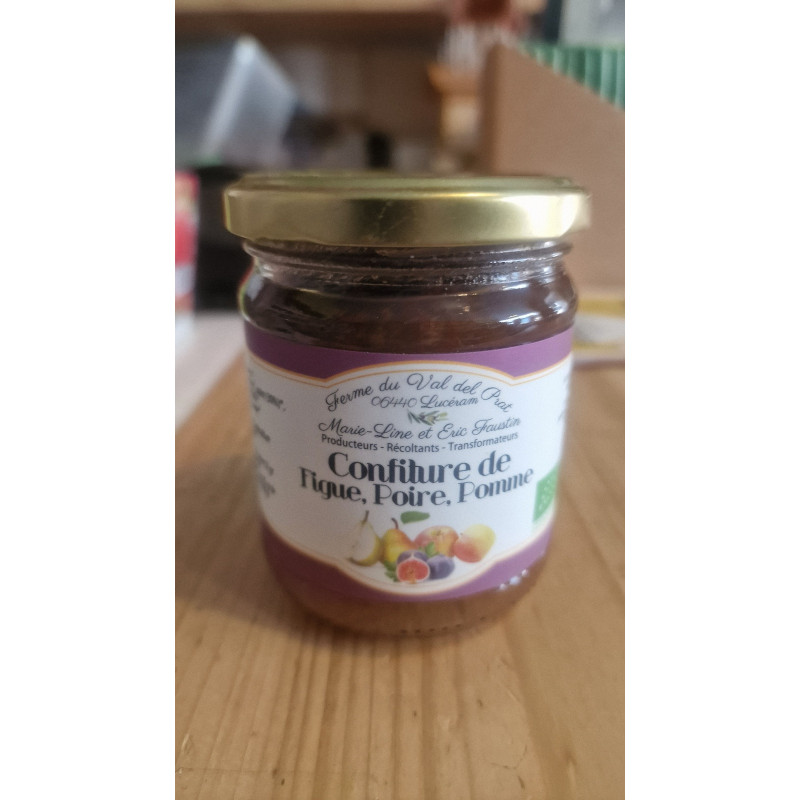 Ferme du Val del Prat
06440 Lucéram
Marie-Line et Eric Faustin
Producteurs - Récoltants - Transformateurs
Confiture de
Figue, Poire, Pomme